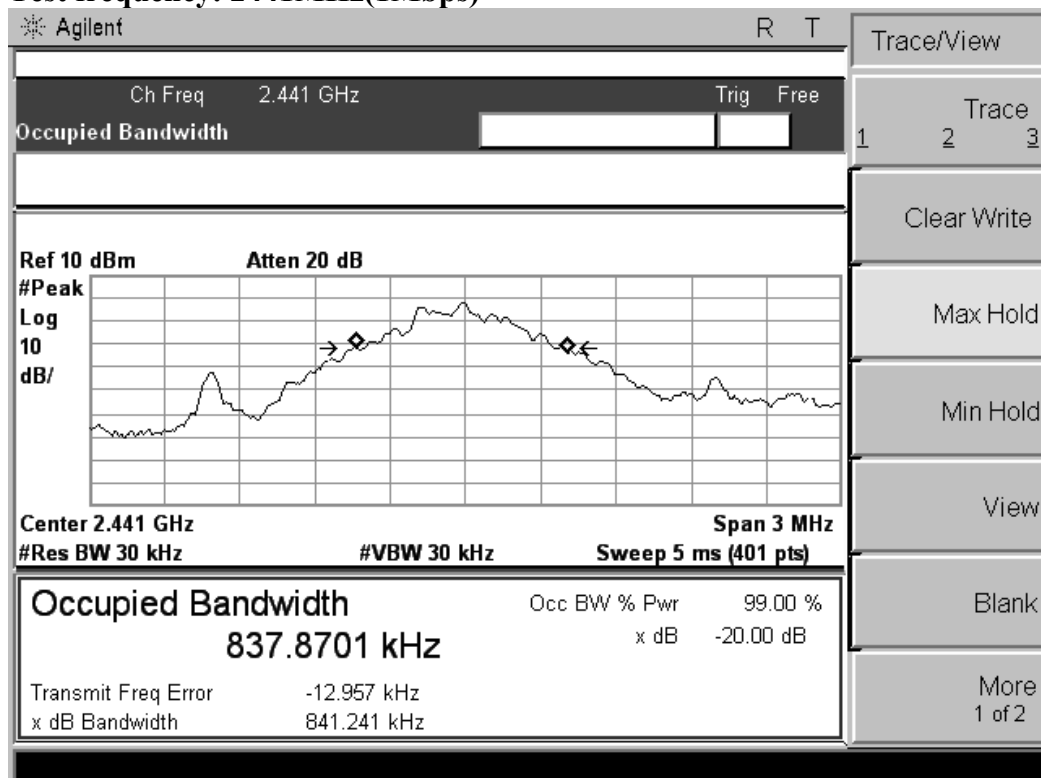 Test frequency: 2441MHz(1Mbps)
Agilent R T
Trace/View
Ch Freq 2.441 GHz Trig Free
Occupied Bandwidth
Trace
1 2 3
Clear Write
Ref 10 dBm Atten 20 dB
#Peak
Log
10
dB/
Max Hold
Min Hold
View
Center 2.441 GHz Span 3 MHz
#Res BW 30 kHz #VBW 30 kHz Sweep 5 ms (401 pts)
Occupied Bandwidth Occ BW % Pwr 99.00 %
837.8701 kHz x dB -20.00 dB
Blank
Transmit Freq Error -12.957 kHz
x dB Bandwidth 841.241 kHz
More
1 of 2